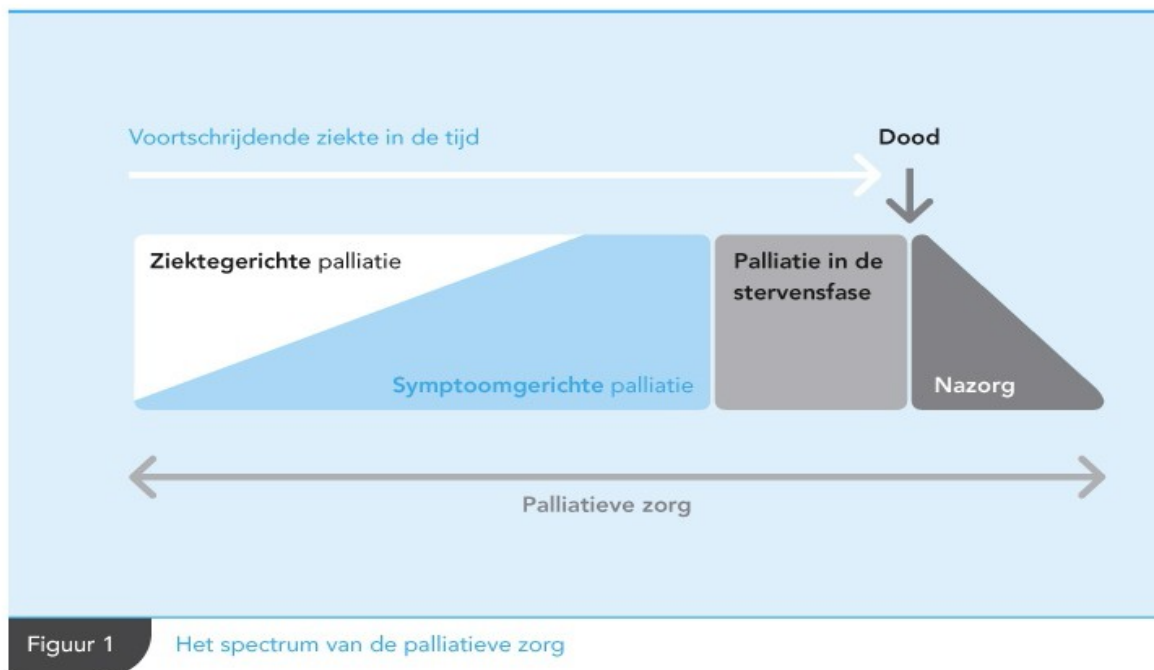 Voortschrijdende ziekte in de tijd
Dood
Ziektegerichte palliatie
Palliatie in de
stervensfase
Symptoomgerichte palliatie
Nazorg
Palliatieve zorg
Figuur 1
Het spectrum van de palliatieve zorg